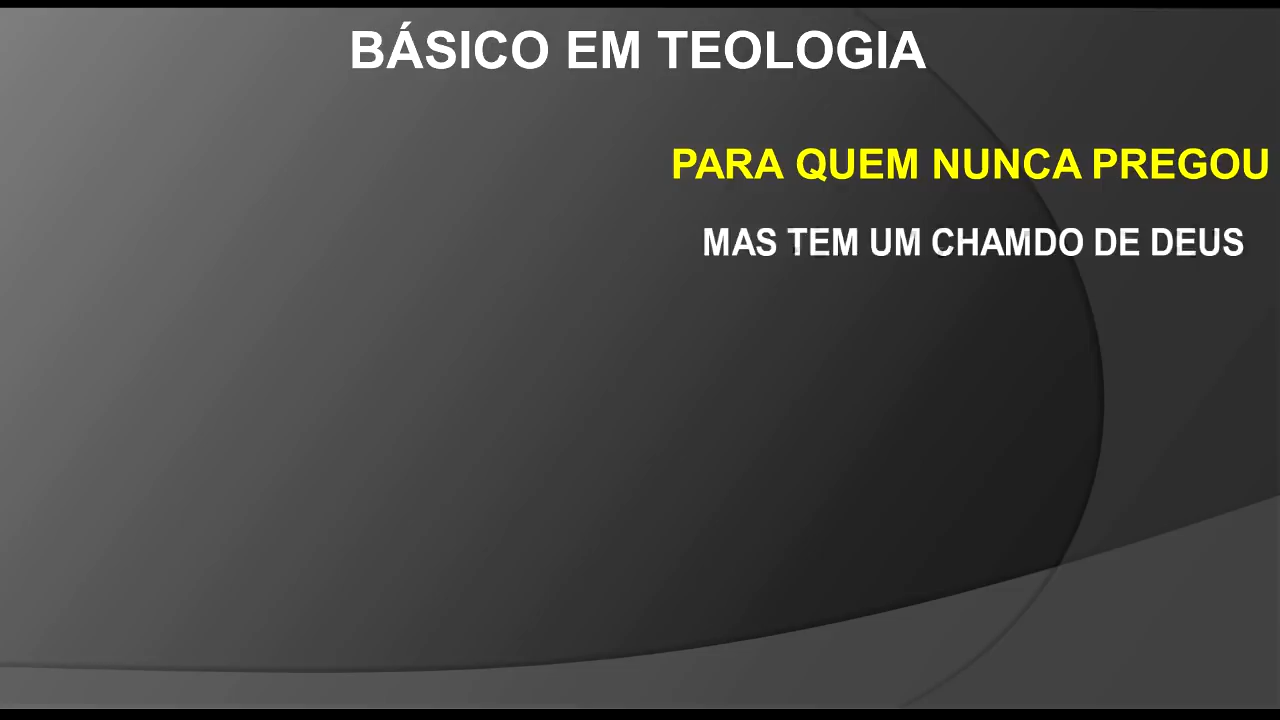 BÁSICO EM TEOLOGIA
PARA QUEM NUNCA PREGOU
MAS TEM UM CHAMDO DE DEUS